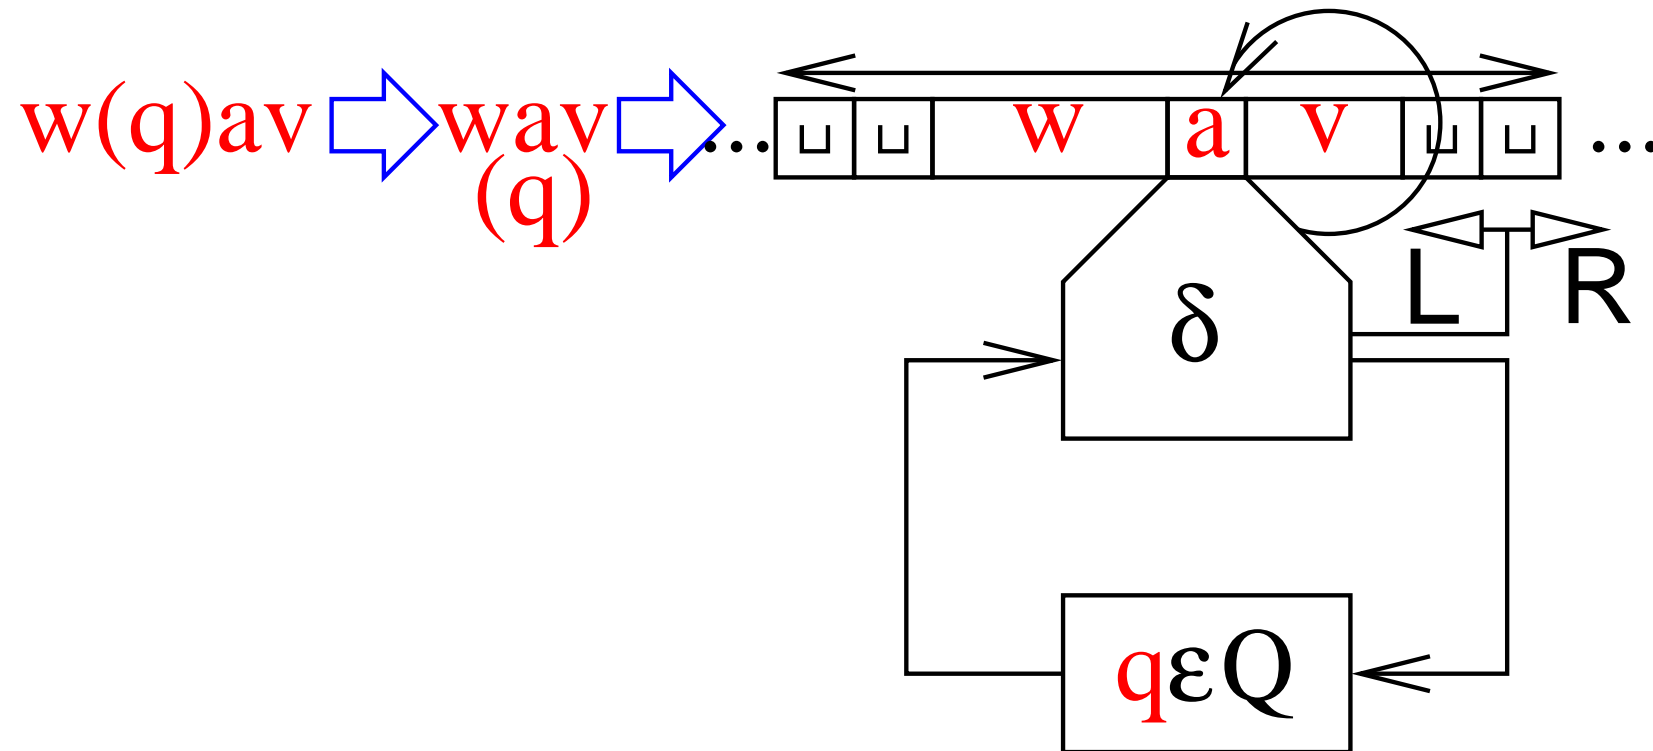 w(q)av wav ...⊔ ⊔ w a v ⊔ ⊔ ...
(q)
L R
δ
qεQ